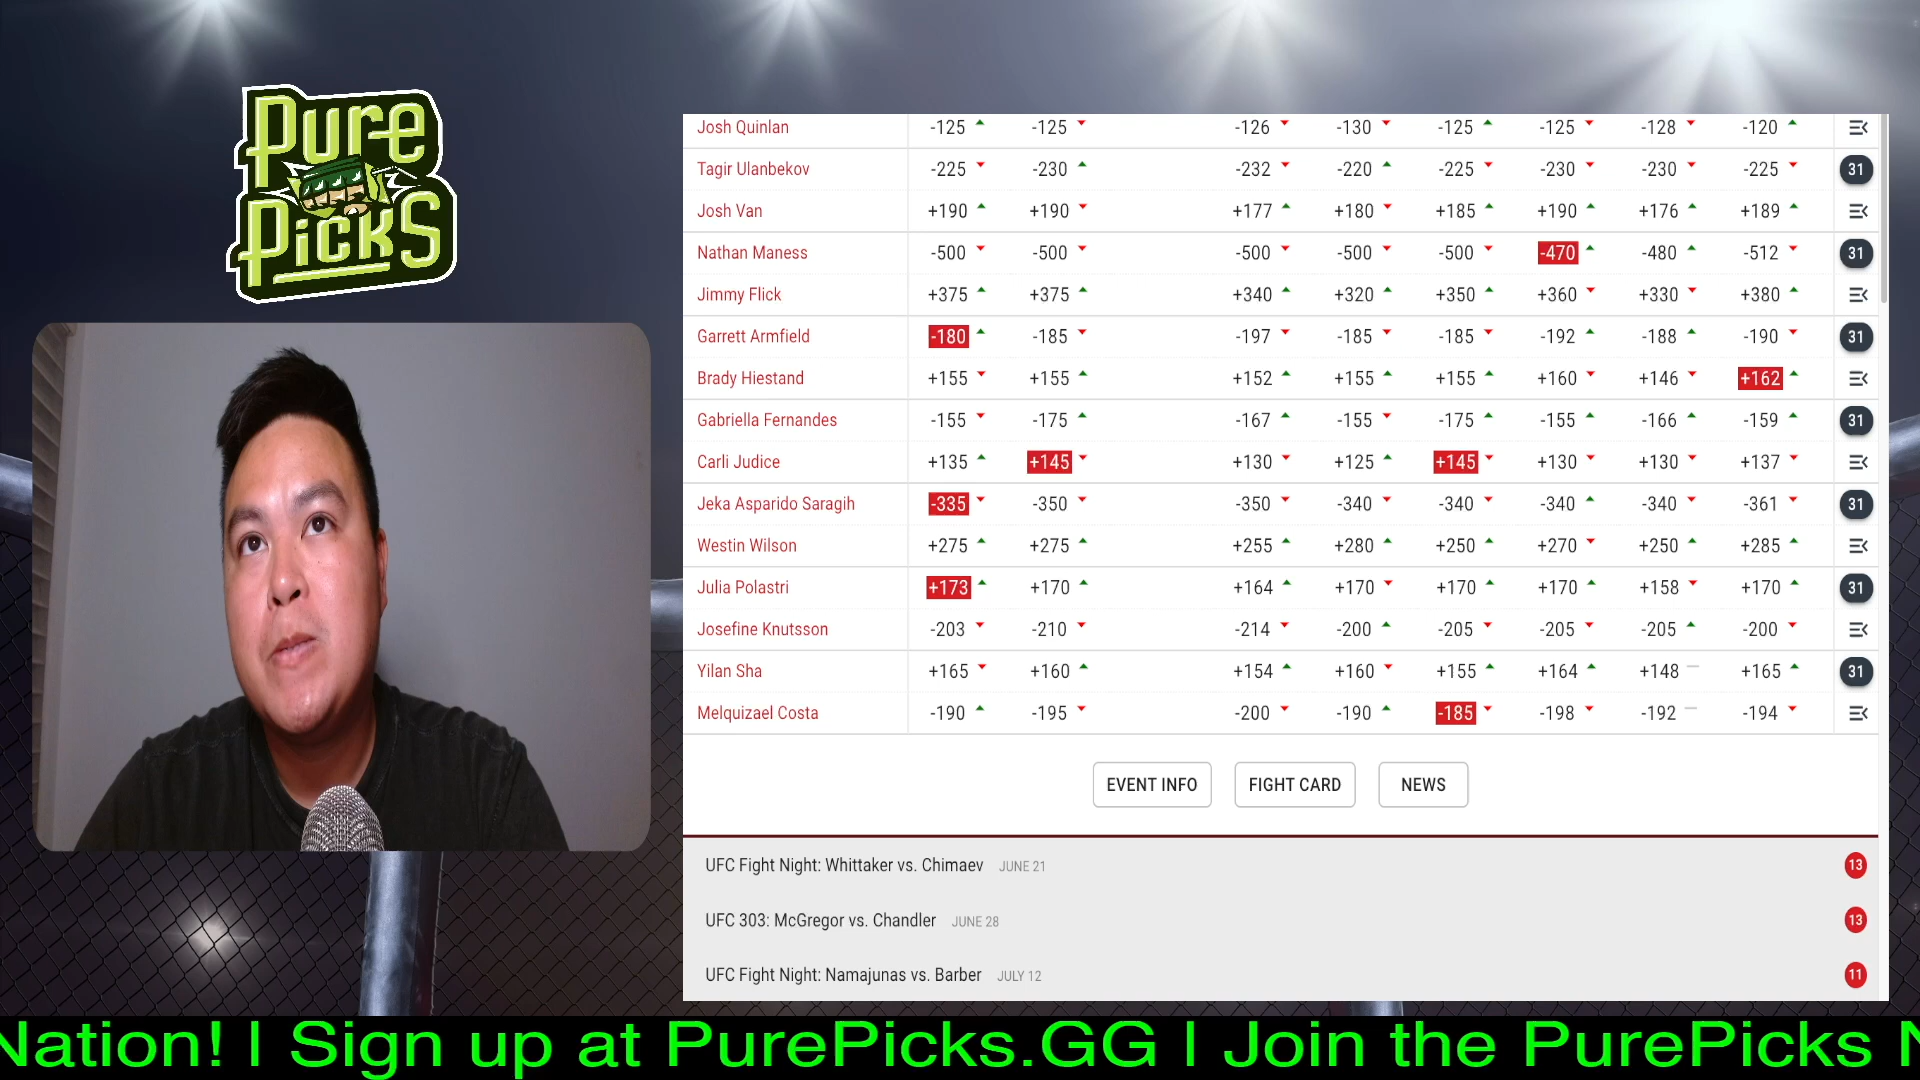 Pure
Picks
Josh Quinlan -125 -125 -126 -130 -125 -125 -128 -120
Tagir Ulanbekov -225 -230 -232 -220 -225 -230 -230 -225 31
Josh Van +190 +190 +177 +180 +185 +190 +176 +189
Nathan Maness -500 -500 -500 -500 -500 -470 -480 -512 31
Jimmy Flick +375 +375 +340 +320 +350 +360 +330 +380
Garrett Armfield -180 -185 -197 -185 -185 -192 -188 -190 31
Brady Hiestand +155 +155 +152 +155 +155 +160 +146 +162
Gabriella Fernandes -155 -175 -167 -155 -175 -155 -166 -159 31
Carli Judice +135 +145 +130 +125 +145 +130 +130 +137
Jeka Asparido Saragih -335 -350 -350 -340 -340 -340 -340 -361 31
Westin Wilson +275 +275 +255 +280 +250 +270 +250 +285
Julia Polastri +173 +170 +164 +170 +170 +170 +158 +170 31
Josefine Knutsson -203 -210 -214 -200 -205 -205 -205 -200
Yilan Sha +165 +160 +154 +160 +155 +164 +148 +165 31
Melquizael Costa -190 -195 -200 -190 -185 -198 -192 -194
EVENT INFO FIGHT CARD NEWS
UFC Fight Night: Whittaker vs. Chimaev JUNE 21 13
UFC 303: McGregor vs. Chandler JUNE 28 13
UFC Fight Night: Namajunas vs. Barber JULY 12 11
Nation! | Sign up at PurePicks.GG | Join the PurePicks N